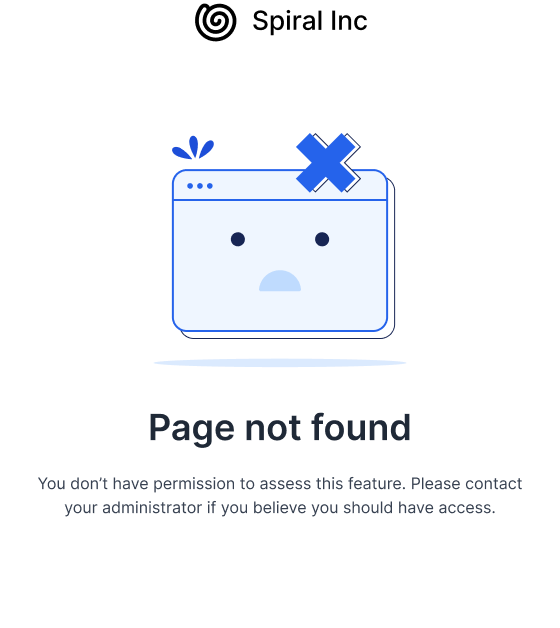 Spiral Inc
Page not found
You don’t have permission to assess this feature. Please contact
your administrator if you believe you should have access.